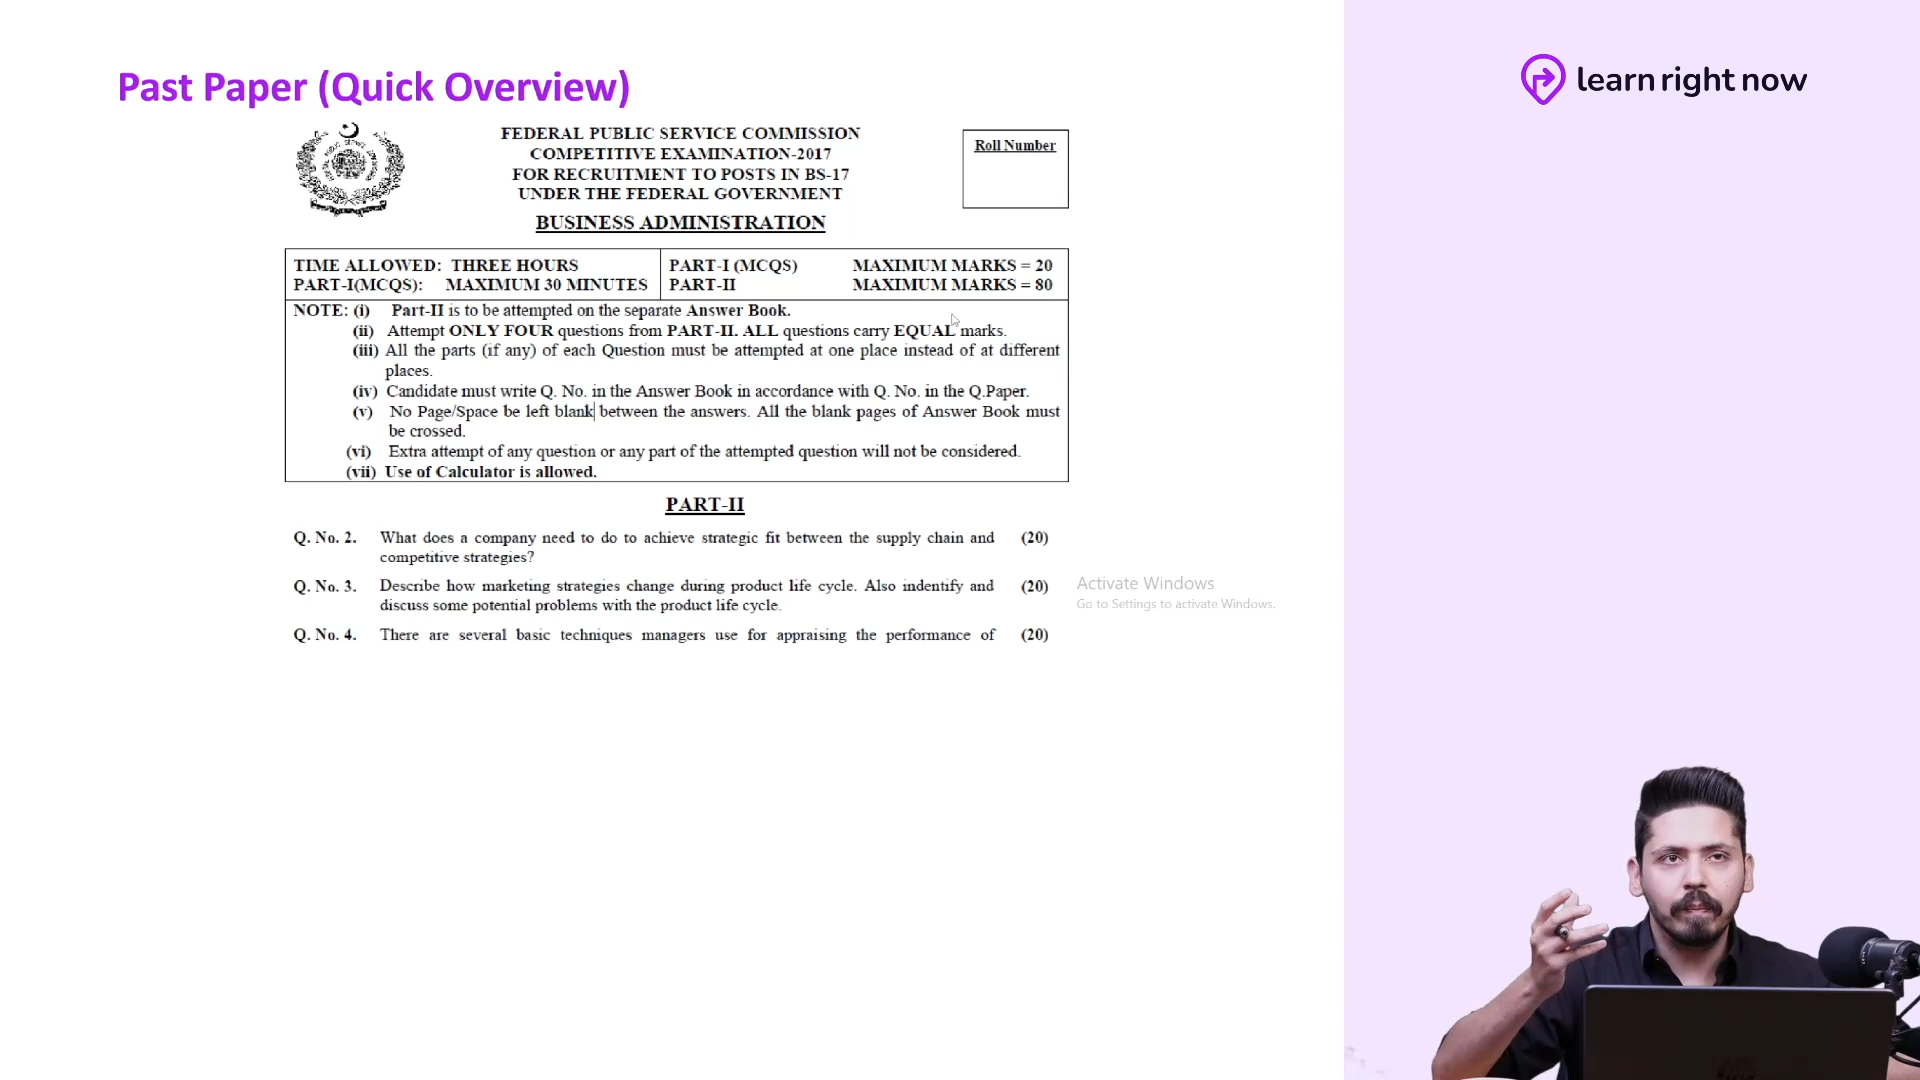 Past Paper (Quick Overview)
learn right now
FEDERAL PUBLIC SERVICE COMMISSION
COMPETITIVE EXAMINATION-2017
FOR RECRUITMENT TO POSTS IN BS-17
UNDER THE FEDERAL GOVERNMENT
BUSINESS ADMINISTRATION
Roll Number
TIME ALLOWED: THREE HOURS
PART-I(MCQS): MAXIMUM 30 MINUTES
PART-I (MCQS) MAXIMUM MARKS = 20
PART-II MAXIMUM MARKS = 80
NOTE: (i) Part-II is to be attempted on the separate Answer Book.
(ii) Attempt ONLY FOUR questions from PART-II. ALL questions carry EQUAL marks.
(iii) All the parts (if any) of each Question must be attempted at one place instead of at different
places.
(iv) Candidate must write Q. No. in the Answer Book in accordance with Q. No. in the Q.Paper.
(v) No Page/Space be left blank between the answers. All the blank pages of Answer Book must
be crossed.
(vi) Extra attempt of any question or any part of the attempted question will not be considered.
(vii) Use of Calculator is allowed.
PART-II
Q. No. 2. What does a company need to do to achieve strategic fit between the supply chain and (20)
competitive strategies?
Q. No. 3. Describe how marketing strategies change during product life cycle. Also indentify and (20)
discuss some potential problems with the product life cycle.
Q. No. 4. There are several basic techniques managers use for appraising the performance of (20)
Activate Windows
Go to Settings to activate Windows.